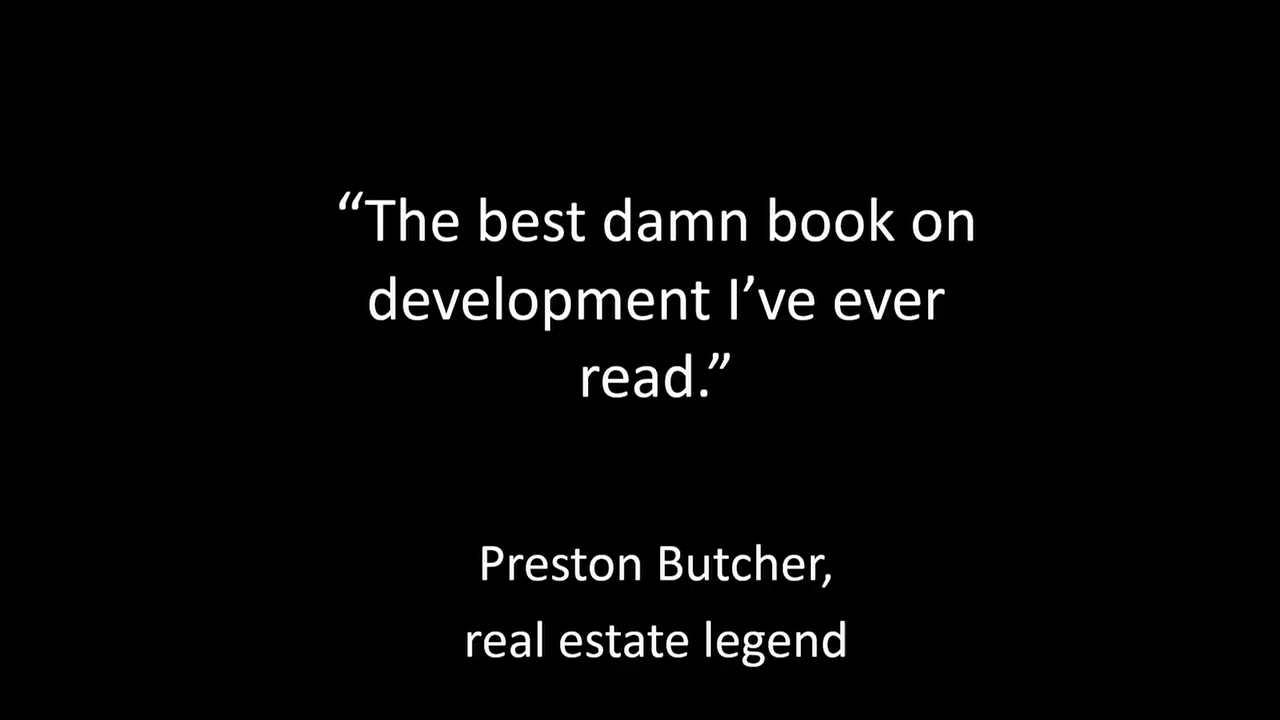 “The best damn book on
development I’ve ever
read.”
Preston Butcher,
real estate legend